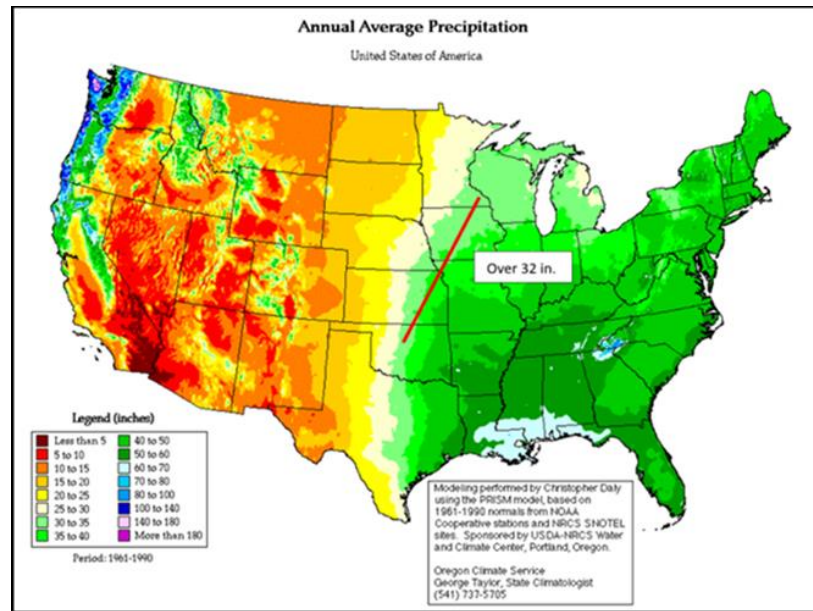 Annual Average Precipitation
United States of America
Over 32 in.
Legend (inches)
Less than 5
5 to 10
10 to 15
15 to 20
20 to 25
25 to 30
30 to 35
35 to 40
40 to 50
50 to 60
60 to 70
70 to 80
80 to 100
100 to 140
140 to 180
More than 180
Period: 1961-1990
Modeling performed by Christopher Daly
using the PRISM model, based on
1961-1990 normals from NOAA
Cooperative stations and NRCS SNOTEL
sites. Sponsored by USDA-NRCS Water
and Climate Center, Portland, Oregon.
Oregon Climate Service
George Taylor, State Climatologist
(541) 737-5705